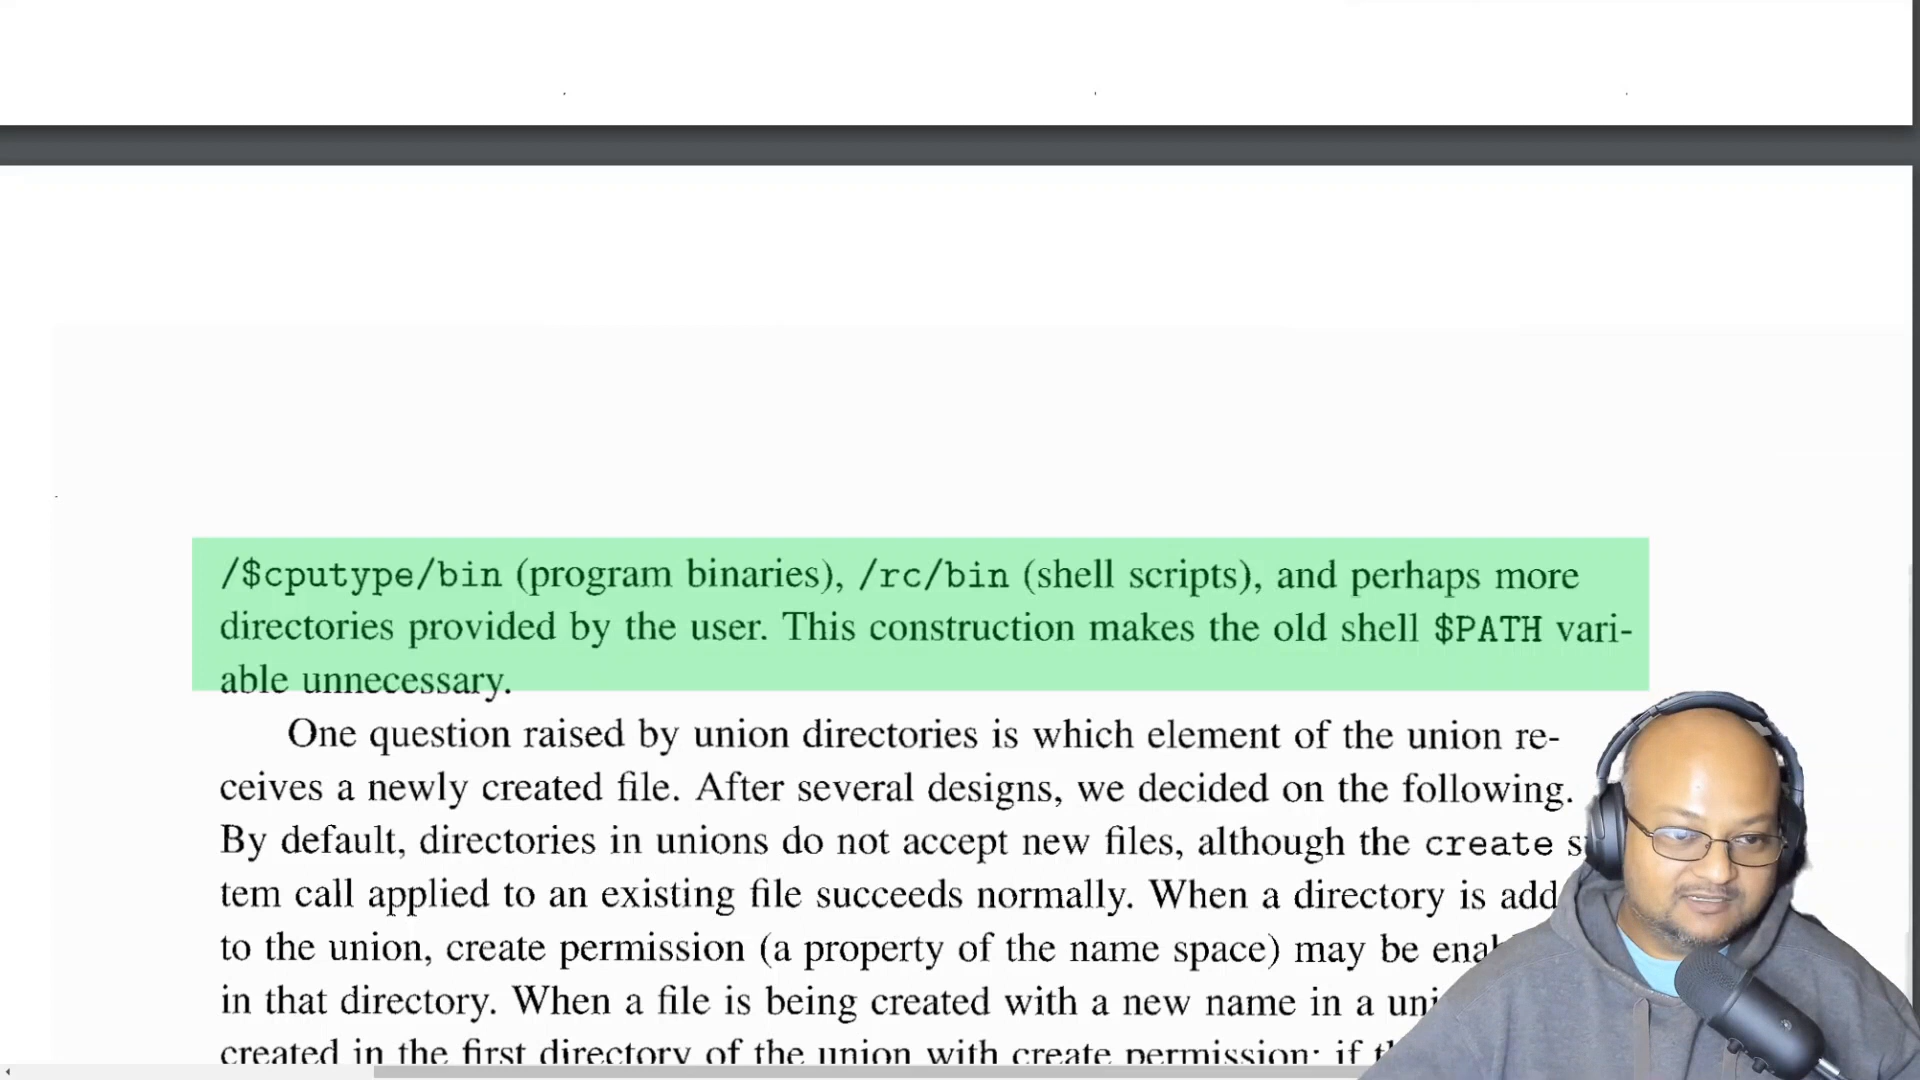 /$cputype/bin (program binaries), /rc/bin (shell scripts), and perhaps more
directories provided by the user. This construction makes the old shell $PATH vari-
able unnecessary.
One question raised by union directories is which element of the union re-
ceives a newly created file. After several designs, we decided on the following.
By default, directories in unions do not accept new files, although the create
tem call applied to an existing file succeeds normally. When a directory is
to the union, create permission (a property of the name space) may be
in that directory. When a file is being created with a new name in a
created in the first directory of the union with create permission; if